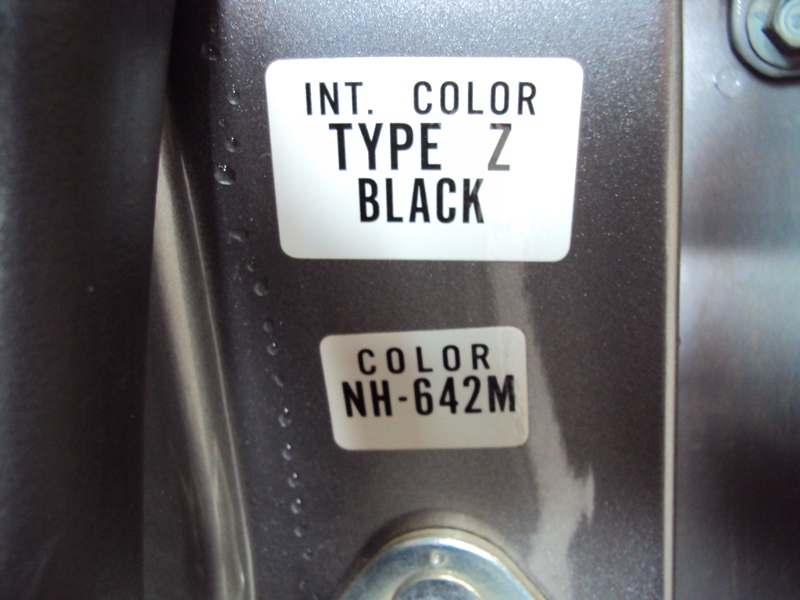 INT. COLOR
TYPE Z
BLACK
COLOR
NH-642M